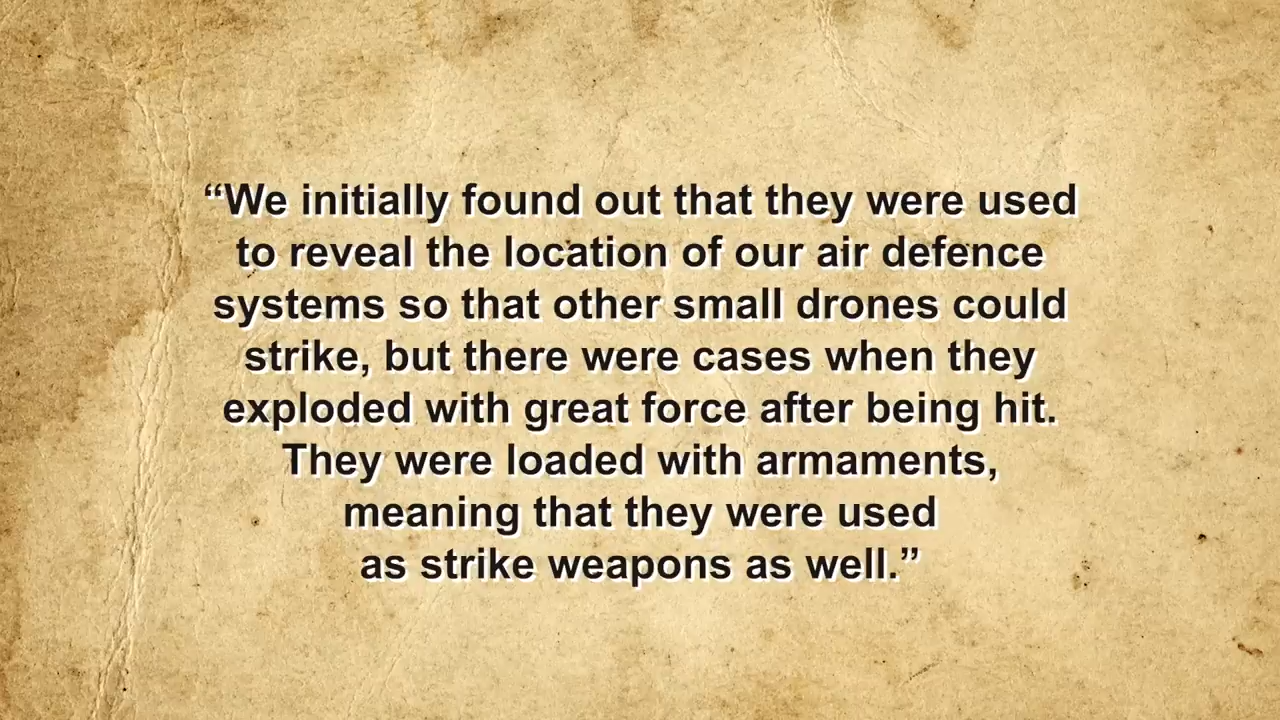 “We initially found out that they were used
to reveal the location of our air defence
systems so that other small drones could
strike, but there were cases when they
exploded with great force after being hit.
They were loaded with armaments,
meaning that they were used
as strike weapons as well.”